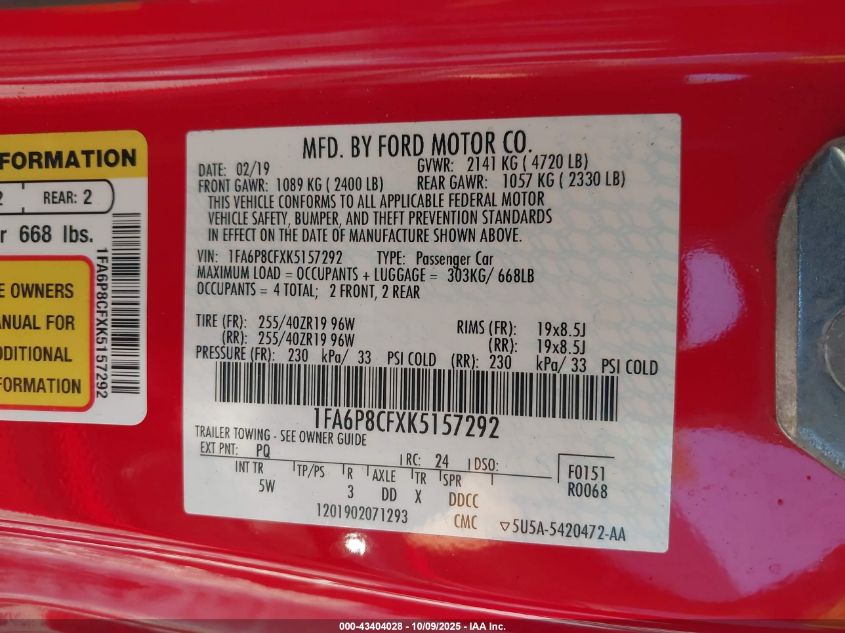 FORMATION
2
REAR: 2
r 668 lbs.
E OWNERS
ANUAL FOR
DDITIONAL
NFORMATION
1FA6P8CFXK5157292
MFD. BY FORD MOTOR CO.
DATE: 02/19 GVWR: 2141 KG ( 4720 LB)
FRONT GAWR: 1089 KG ( 2400 LB) REAR GAWR: 1057 KG ( 2330 LB)
THIS VEHICLE CONFORMS TO ALL APPLICABLE FEDERAL MOTOR
VEHICLE SAFETY, BUMPER, AND THEFT PREVENTION STANDARDS
IN EFFECT ON THE DATE OF MANUFACTURE SHOWN ABOVE.
VIN: 1FA6P8CFXK5157292 TYPE: Passenger Car
MAXIMUM LOAD = OCCUPANTS + LUGGAGE = 303KG/ 668LB
OCCUPANTS = 4 TOTAL; 2 FRONT, 2 REAR
TIRE (FR): 255/40ZR19 96W RIMS (FR): 19x8.5J
(RR): 255/40ZR19 96W (RR): 19x8.5J
PRESSURE (FR): 230 kPa/ 33 PSI COLD (RR): 230 kPa/ 33 PSI COLD
1FA6P8CFXK5157292
TRAILER TOWING - SEE OWNER GUIDE
EXT PNT: PQ RC: 24 DSO: F0151
INT TR TP/PS R AXLE TR SPR R0068
5W 3 DD X DDCC
1201902071293 CMC ▽5U5A-5420472-AA
000-43404028 - 10/09/2025 - IAA Inc.